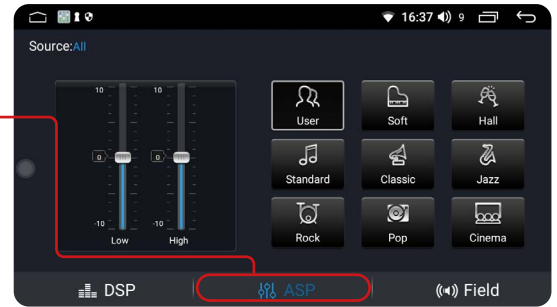 16:37 9
Source:All
10 10
User Soft Hall
0 0
Standard Classic Jazz
-10 -10
Rock Pop Cinema
Low High
DSP ASP Field